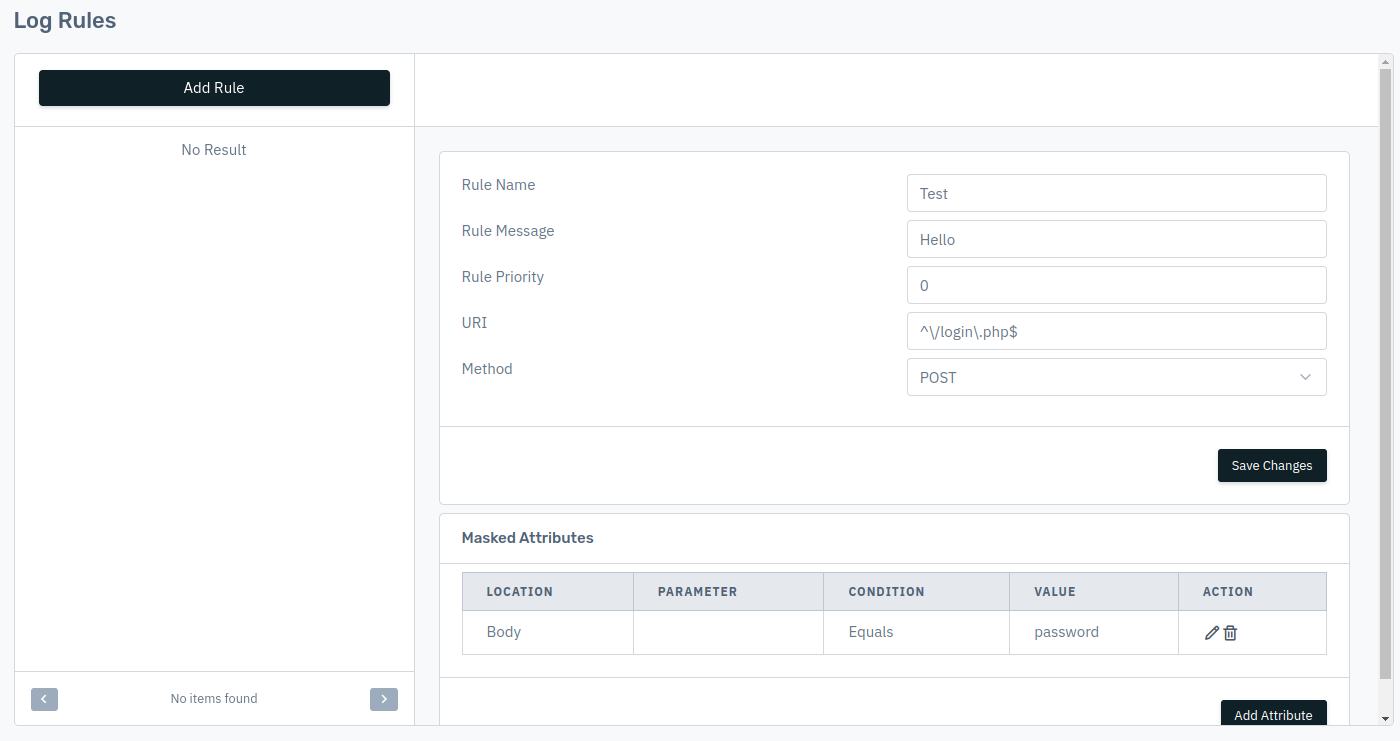 Log Rules
Add Rule
No Result
No items found
Rule Name
Test
Rule Message
Hello
Rule Priority
0
URI
^\/login\.php$
Method
POST
Save Changes
Masked Attributes
LOCATION PARAMETER CONDITION VALUE ACTION
Body Equals password
Add Attribute